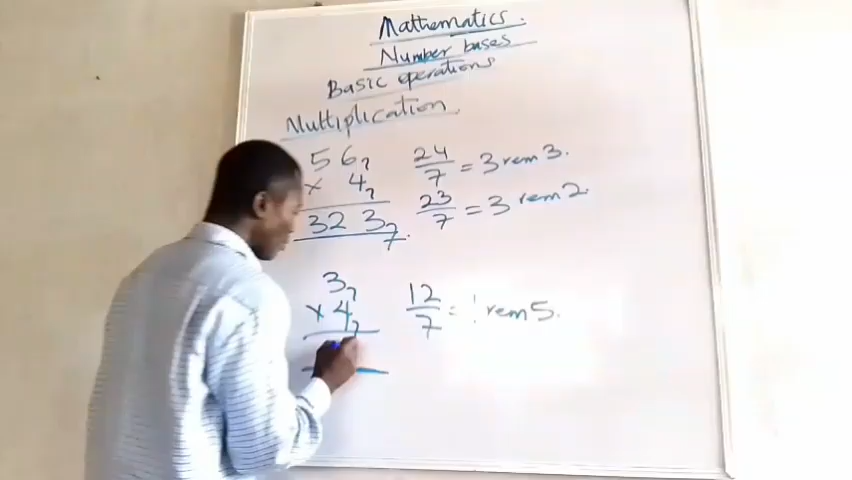 Mathematics.
Number bases
Basic operations
Multiplication.
56₇ 24/7 = 3 rem 3.
× 4₇ 23/7 = 3 rem 2.
323₇.
3₇ 12/7 = 1 rem 5.
× 4₇